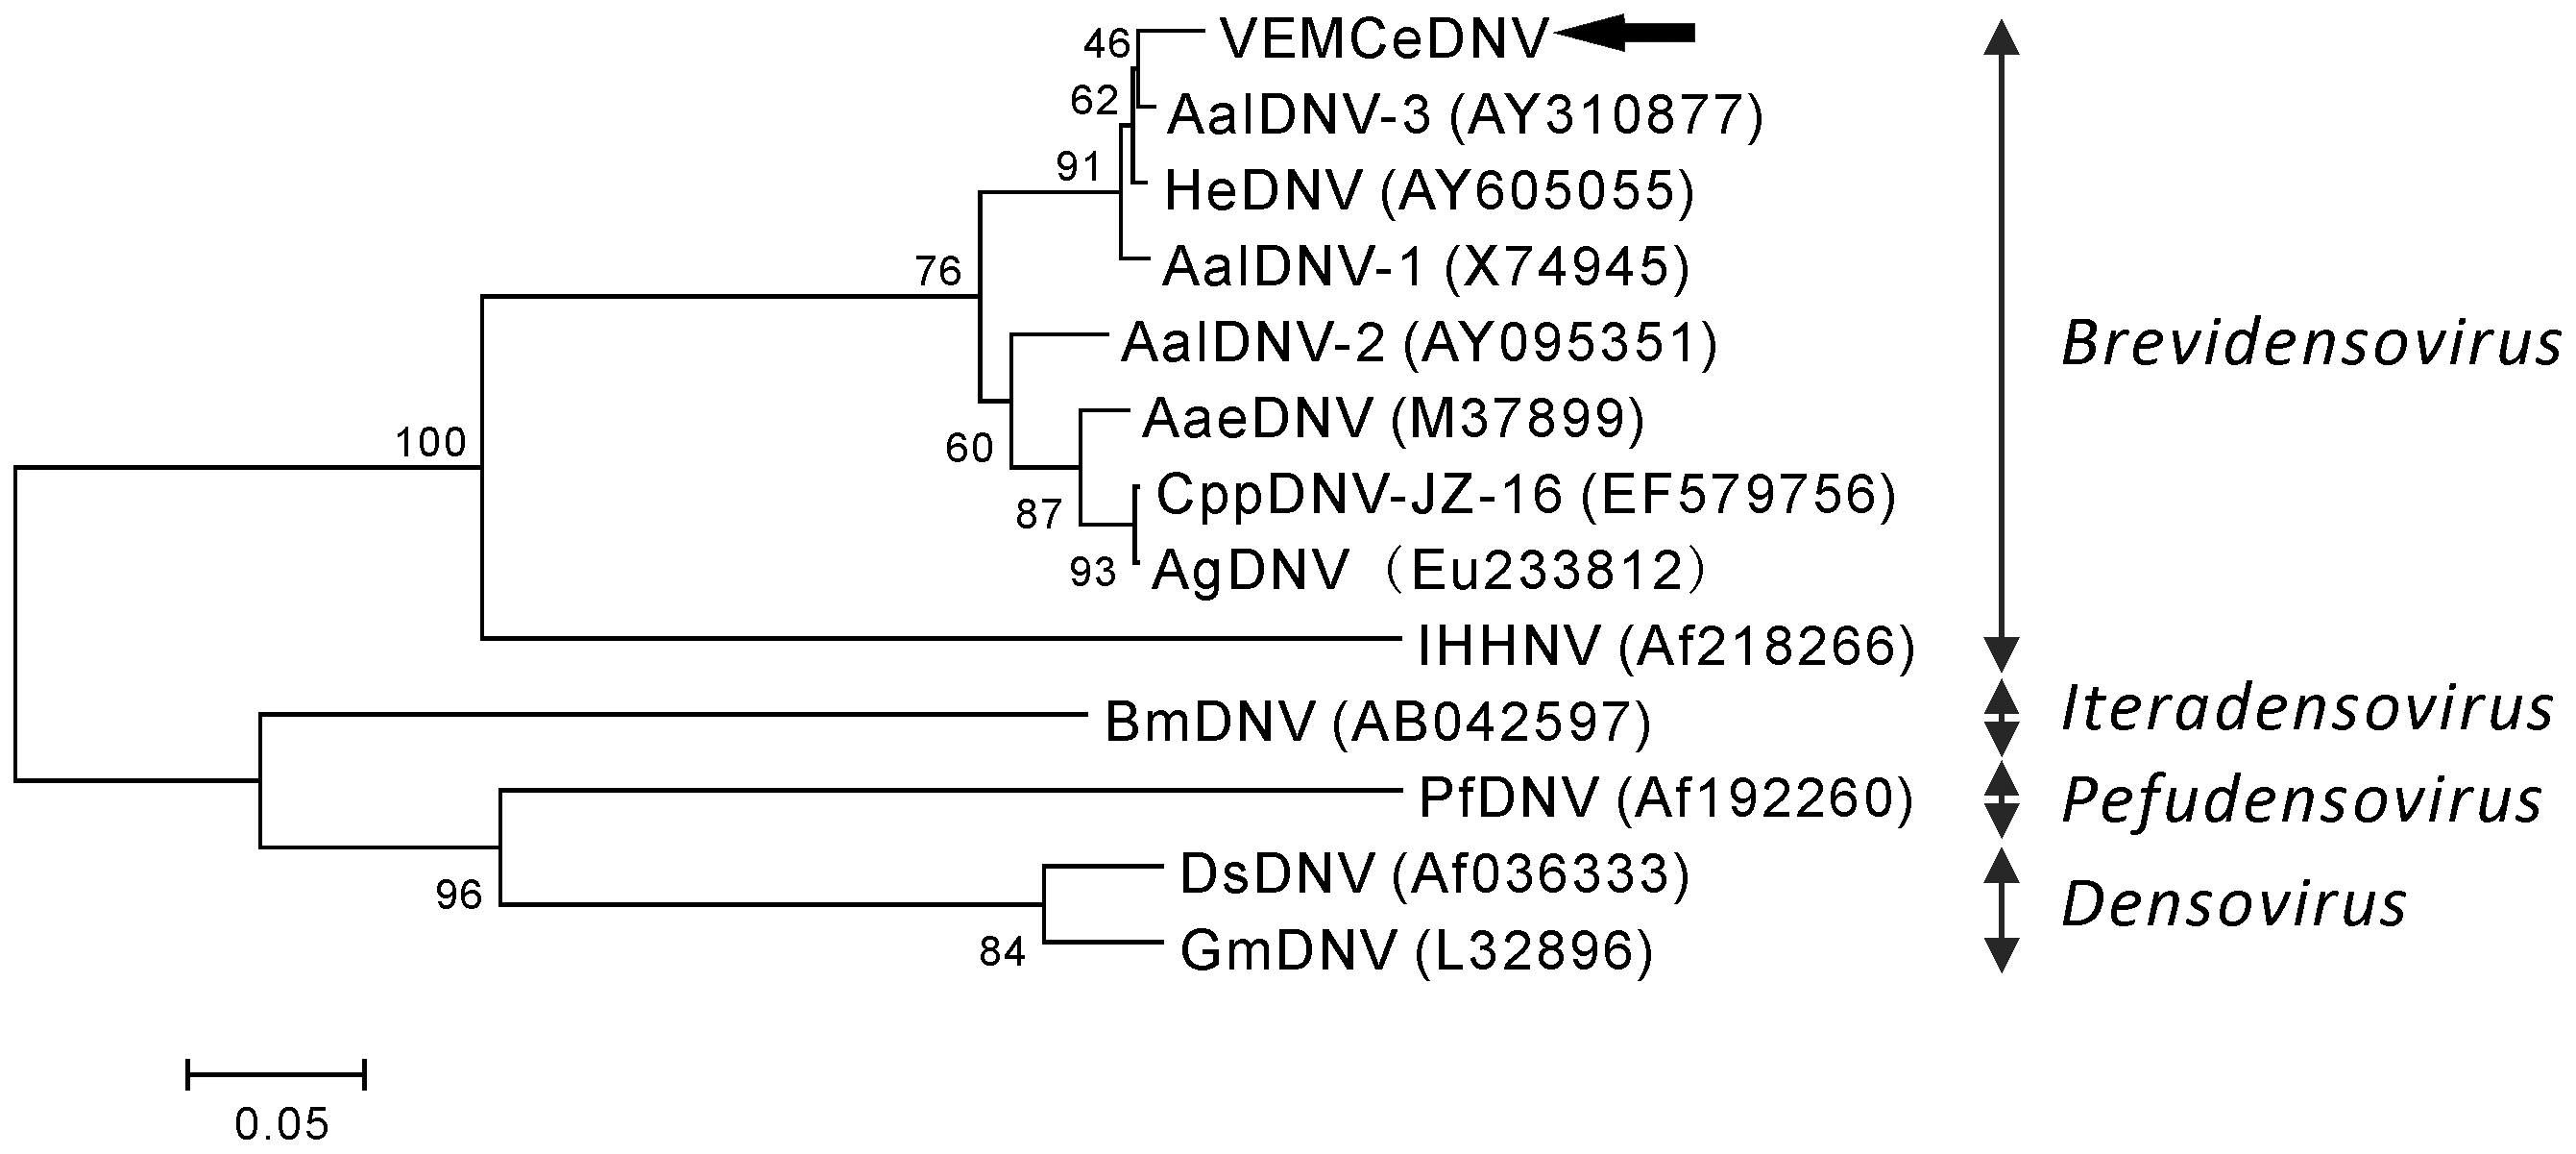 46
VEMCeDNV
62
AalDNV-3 (AY310877)
91
HeDNV (AY605055)
76
AalDNV-1 (X74945)
AalDNV-2 (AY095351)
Brevidensovirus
100
60
AaeDNV (M37899)
87
CppDNV-JZ-16 (EF579756)
93
AgDNV（Eu233812）
IHHNV (Af218266)
BmDNV (AB042597)
Iteradensovirus
PfDNV (Af192260)
Pefudensovirus
96
DsDNV (Af036333)
Densovirus
84
GmDNV (L32896)
0.05